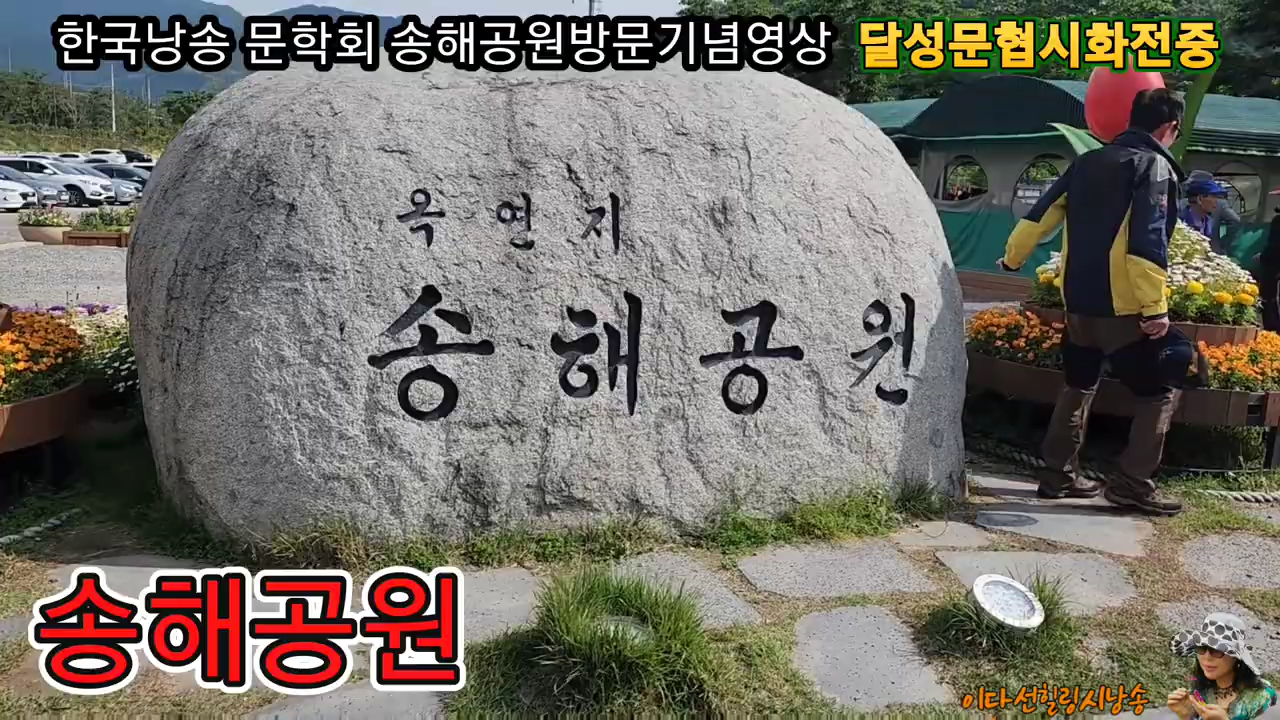 한국낭송 문학회 송해공원방문기념영상 달성문협시화전중
옥연지
송해공원
송해공원
이다선힐링시낭송